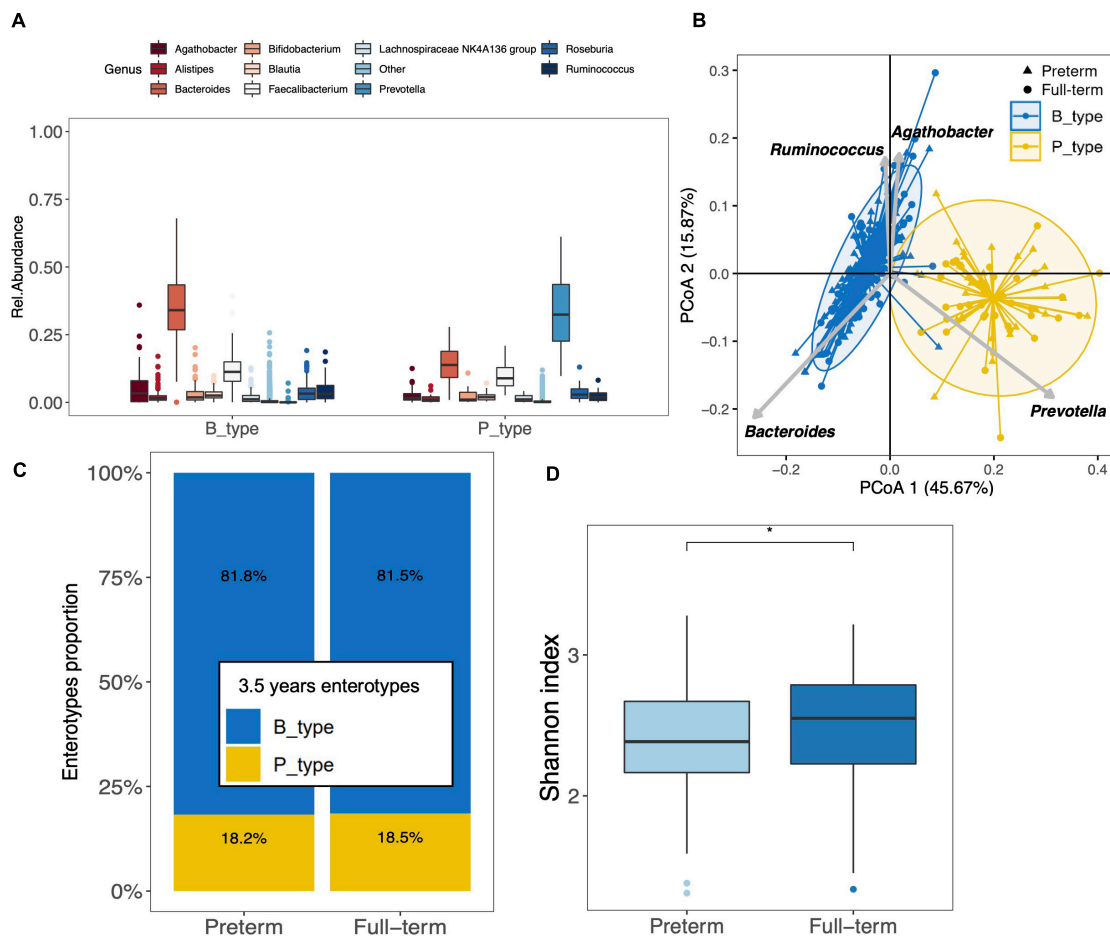 A
Genus
Agathobacter
Alistipes
Bacteroides
Bifidobacterium
Blautia
Faecalibacterium
Lachnospiraceae NK4A136 group
Other
Prevotella
Roseburia
Ruminococcus
Rel.Abundance
1.00
0.75
0.50
0.25
0.00
B_type
P_type
B
Preterm
Full-term
B_type
P_type
Ruminococcus
Agathobacter
Bacteroides
Prevotella
PCoA 2 (15.87%)
0.3
0.2
0.1
0.0
−0.1
−0.2
−0.2
0.0
0.2
0.4
PCoA 1 (45.67%)
C
Enterotypes proportion
100%
75%
50%
25%
0%
81.8%
81.5%
3.5 years enterotypes
B_type
P_type
18.2%
18.5%
Preterm
Full−term
D
*
Shannon index
3
2
Preterm
Full−term